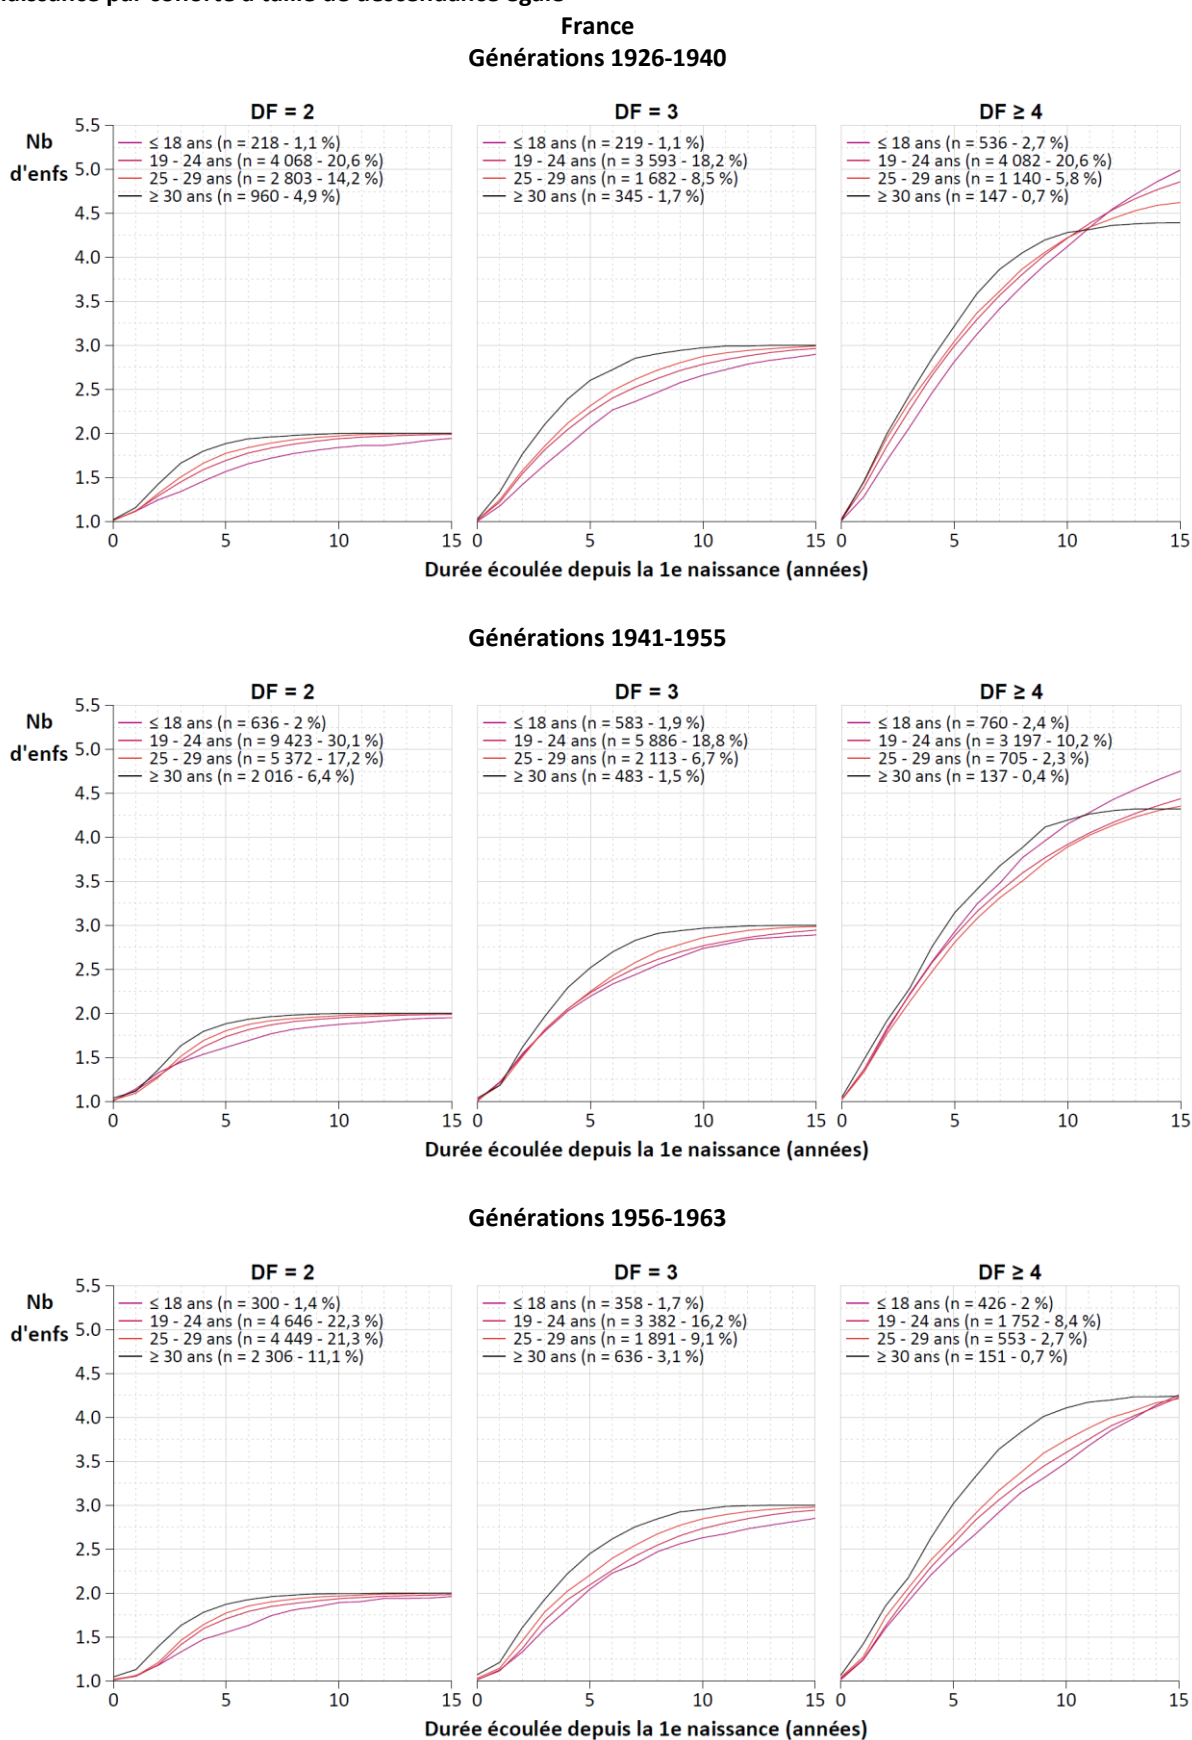 naissance par cohorte à taille de descendance égale
France
Générations 1926-1940
DF = 2
DF = 3
DF ≥ 4
Nb
d'enfs
≤ 18 ans (n = 218 - 1,1 %)
19 - 24 ans (n = 4 068 - 20,6 %)
25 - 29 ans (n = 2 803 - 14,2 %)
≥ 30 ans (n = 960 - 4,9 %)
≤ 18 ans (n = 219 - 1,1 %)
19 - 24 ans (n = 3 593 - 18,2 %)
25 - 29 ans (n = 1 682 - 8,5 %)
≥ 30 ans (n = 345 - 1,7 %)
≤ 18 ans (n = 536 - 2,7 %)
19 - 24 ans (n = 4 082 - 20,6 %)
25 - 29 ans (n = 1 140 - 5,8 %)
≥ 30 ans (n = 147 - 0,7 %)
5.5
5.0
4.5
4.0
3.5
3.0
2.5
2.0
1.5
1.0
0 5 10 15
0 5 10 15
0 5 10 15
Durée écoulée depuis la 1e naissance (années)
Générations 1941-1955
DF = 2
DF = 3
DF ≥ 4
Nb
d'enfs
≤ 18 ans (n = 636 - 2 %)
19 - 24 ans (n = 9 423 - 30,1 %)
25 - 29 ans (n = 5 372 - 17,2 %)
≥ 30 ans (n = 2 016 - 6,4 %)
≤ 18 ans (n = 583 - 1,9 %)
19 - 24 ans (n = 5 886 - 18,8 %)
25 - 29 ans (n = 2 113 - 6,7 %)
≥ 30 ans (n = 483 - 1,5 %)
≤ 18 ans (n = 760 - 2,4 %)
19 - 24 ans (n = 3 197 - 10,2 %)
25 - 29 ans (n = 705 - 2,3 %)
≥ 30 ans (n = 137 - 0,4 %)
5.5
5.0
4.5
4.0
3.5
3.0
2.5
2.0
1.5
1.0
0 5 10 15
0 5 10 15
0 5 10 15
Durée écoulée depuis la 1e naissance (années)
Générations 1956-1963
DF = 2
DF = 3
DF ≥ 4
Nb
d'enfs
≤ 18 ans (n = 300 - 1,4 %)
19 - 24 ans (n = 4 646 - 22,3 %)
25 - 29 ans (n = 4 449 - 21,3 %)
≥ 30 ans (n = 2 306 - 11,1 %)
≤ 18 ans (n = 358 - 1,7 %)
19 - 24 ans (n = 3 382 - 16,2 %)
25 - 29 ans (n = 1 891 - 9,1 %)
≥ 30 ans (n = 636 - 3,1 %)
≤ 18 ans (n = 426 - 2 %)
19 - 24 ans (n = 1 752 - 8,4 %)
25 - 29 ans (n = 553 - 2,7 %)
≥ 30 ans (n = 151 - 0,7 %)
5.5
5.0
4.5
4.0
3.5
3.0
2.5
2.0
1.5
1.0
0 5 10 15
0 5 10 15
0 5 10 15
Durée écoulée depuis la 1e naissance (années)